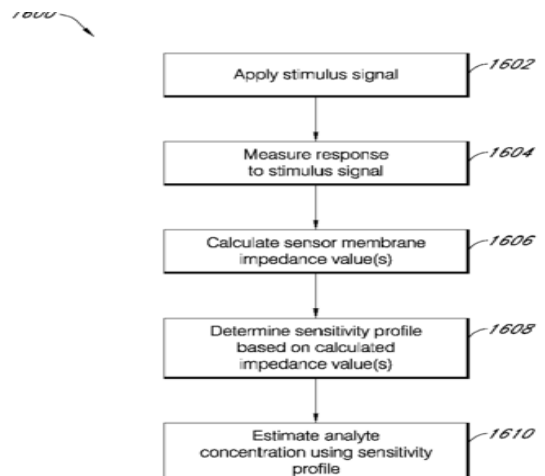 1600
Apply stimulus signal
1602
Measure response
to stimulus signal
1604
Calculate sensor membrane
impedance value(s)
1606
Determine sensitivity profile
based on calculated
impedance value(s)
1608
Estimate analyte
concentration using sensitivity
profile
1610